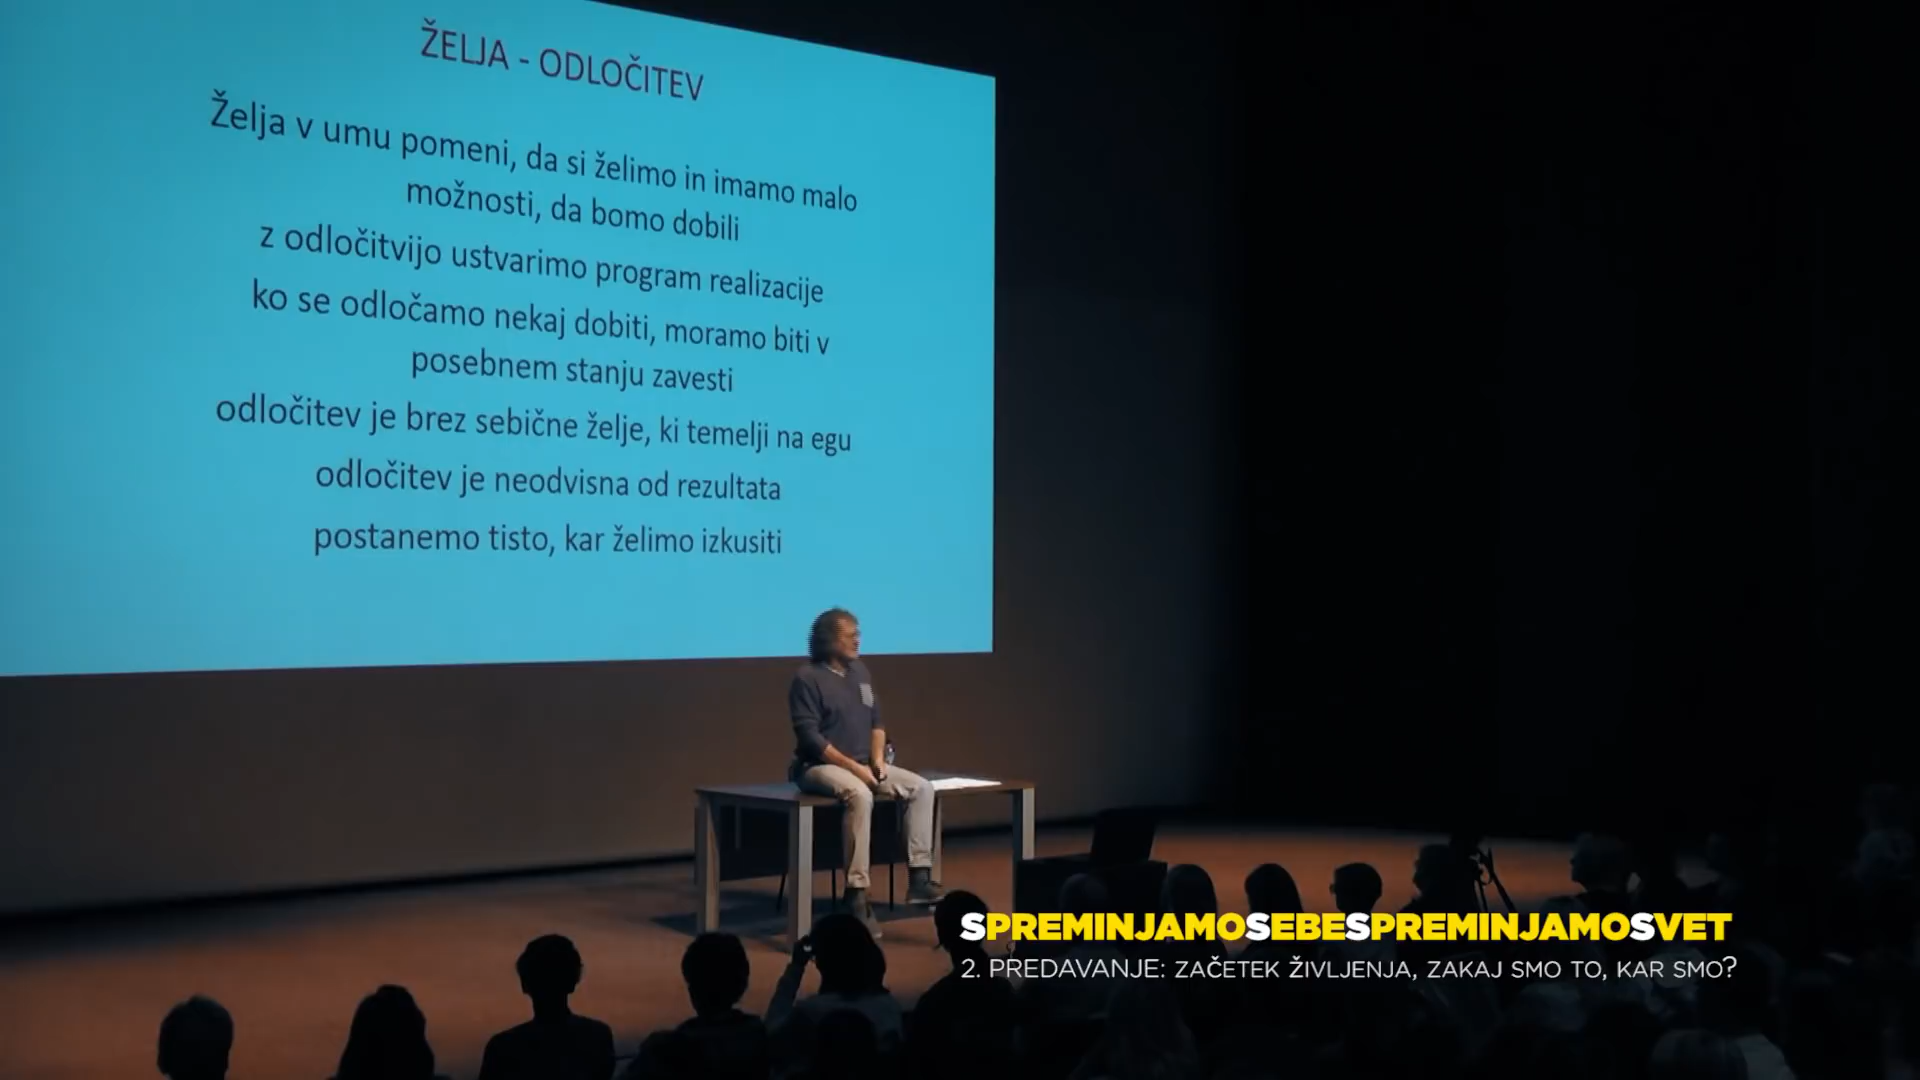 ŽELJA - ODLOČITEV
Želja v umu pomeni, da si želimo in imamo malo
možnosti, da bomo dobili
z odločitvijo ustvarimo program realizacije
ko se odločamo nekaj dobiti, moramo biti v
posebnem stanju zavesti
odločitev je brez sebične želje, ki temelji na egu
odločitev je neodvisna od rezultata
postanemo tisto, kar želimo izkusiti
SPREMINJAMOSEBESPREMINJAMOSVET
2. PREDAVANJE: ZAČETEK ŽIVLJENJA, ZAKAJ SMO TO, KAR SMO?